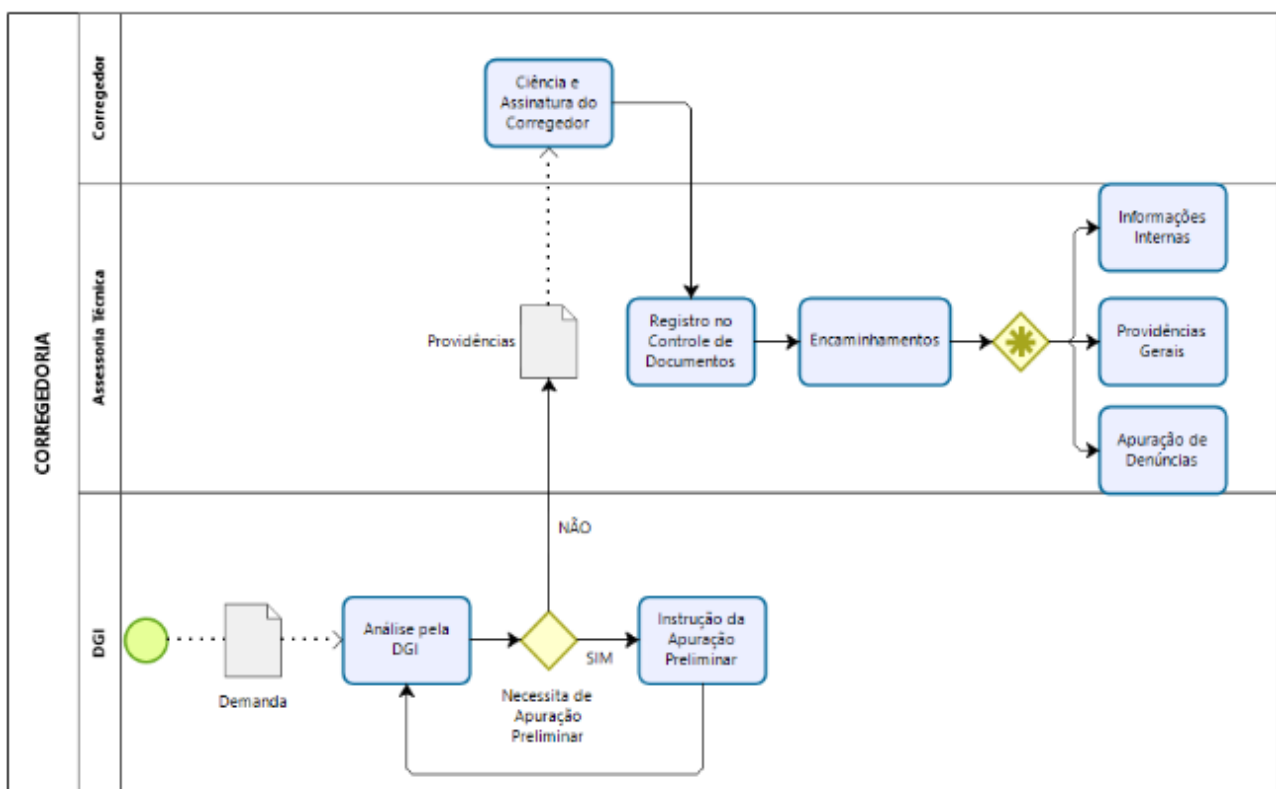 CORREGEDORIA
Corregedor
Ciência e
Assinatura do
Corregedor
Assessoria Técnica
Providências
Registro no
Controle de
Documentos
Encaminhamentos
Informações
Internas
Providências
Gerais
Apuração de
Denúncias
DGI
Demanda
Análise pela
DGI
NÃO
SIM
Necessita de
Apuração
Preliminar
Instrução da
Apuração
Preliminar